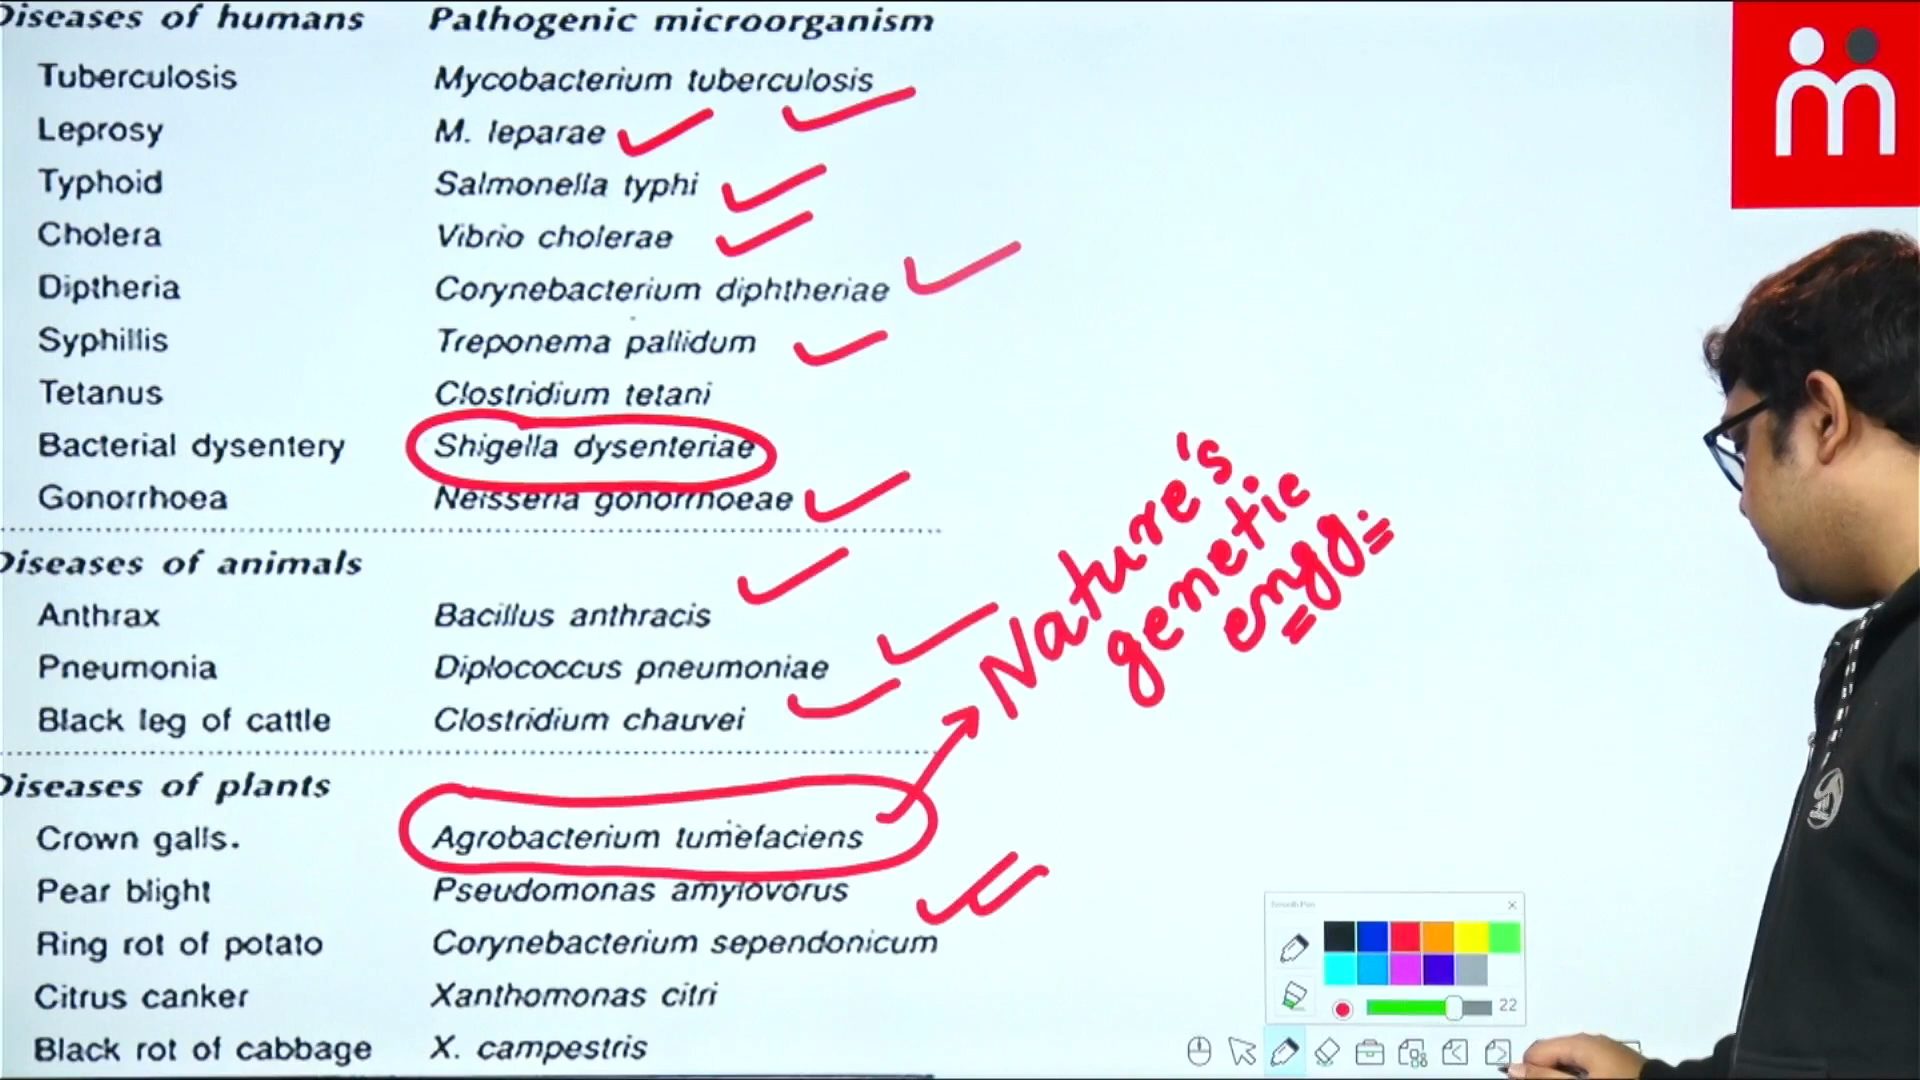 Diseases of humans Pathogenic microorganism
Tuberculosis Mycobacterium tuberculosis
Leprosy M. leparae
Typhoid Salmonella typhi
Cholera Vibrio cholerae
Diptheria Corynebacterium diphtheriae
Syphillis Treponema pallidum
Tetanus Clostridium tetani
Bacterial dysentery Shigella dysenteriae
Gonorrhoea Neisseria gonorrhoeae
Diseases of animals
Anthrax Bacillus anthracis
Pneumonia Diplococcus pneumoniae
Black leg of cattle Clostridium chauvei
Diseases of plants
Crown galls. Agrobacterium tumefaciens
Pear blight Pseudomonas amylovorus
Ring rot of potato Corynebacterium sependonicum
Citrus canker Xanthomonas citri
Black rot of cabbage X. campestris
Nature's
genetic
engg.
m
Smooth Pen
22